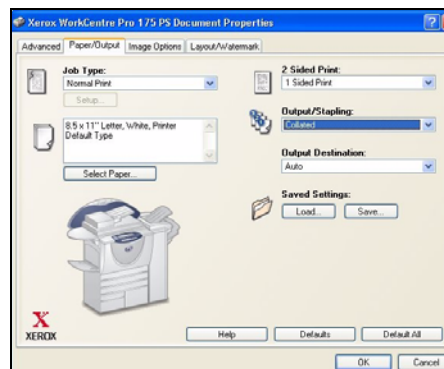 Xerox WorkCentre Pro 175 PS Document Properties
Advanced Paper/Output Image Options Layout/Watermark
Job Type:
Normal Print
Setup...
8.5 x 11" Letter, White, Printer
Default Type
Select Paper...
2 Sided Print:
1 Sided Print
Output/Stapling:
Collated
Output Destination:
Auto
Saved Settings:
Load... Save...
X
XEROX
Help Defaults Default All
OK Cancel